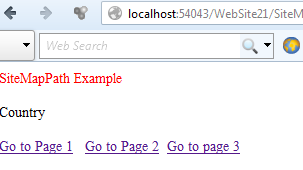 localhost:54043/WebSite21/SiteM
Web Search
SiteMapPath Example
Country
Go to Page 1 Go to Page 2 Go to page 3